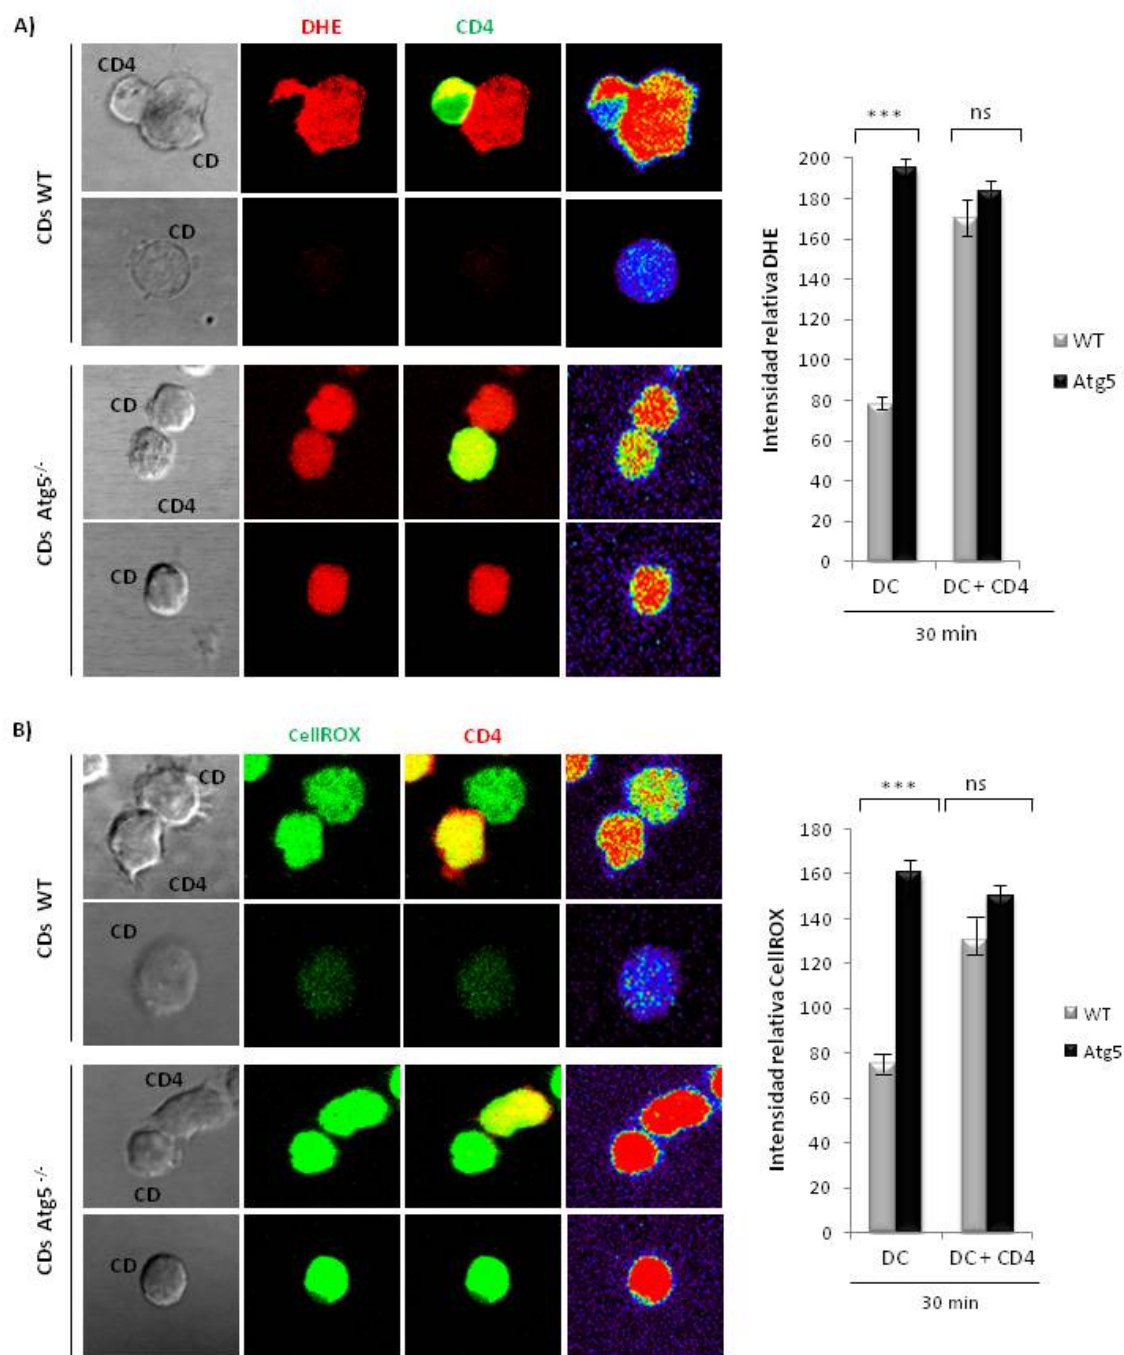 A)
DHE
CD4
CDs WT
CD4
CD
CD
CDs Atg5-/-
CD
CD4
CD
***
ns
Intensidad relativa DHE
200
180
160
140
120
100
80
60
40
20
0
DC
DC + CD4
30 min
WT
Atg5
B)
CellROX
CD4
CDs WT
CD
CD4
CD
CDs Atg5 -/-
CD4
CD
CD
***
ns
Intensidad relativa CellROX
180
160
140
120
100
80
60
40
20
0
DC
DC + CD4
30 min
WT
Atg5